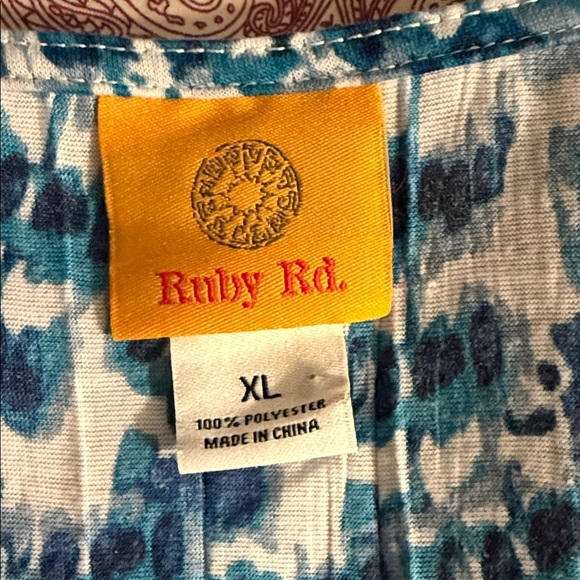 Ruby Rd.
XL
100% POLYESTER
MADE IN CHINA